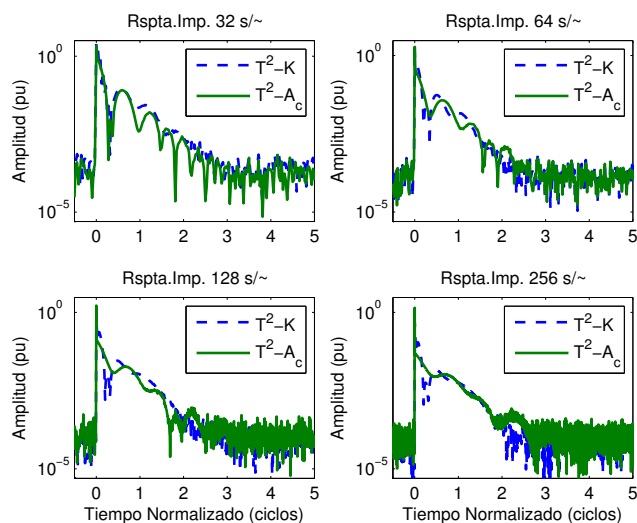 Rspta.Imp. 32 s/~
Amplitud (pu)
10^0
10^−5
T^2−K
T^2−A_c
0 1 2 3 4 5
Rspta.Imp. 64 s/~
Amplitud (pu)
10^0
10^−5
T^2−K
T^2−A_c
0 1 2 3 4 5
Rspta.Imp. 128 s/~
Amplitud (pu)
10^0
10^−5
T^2−K
T^2−A_c
0 1 2 3 4 5
Tiempo Normalizado (ciclos)
Rspta.Imp. 256 s/~
Amplitud (pu)
10^0
10^−5
T^2−K
T^2−A_c
0 1 2 3 4 5
Tiempo Normalizado (ciclos)